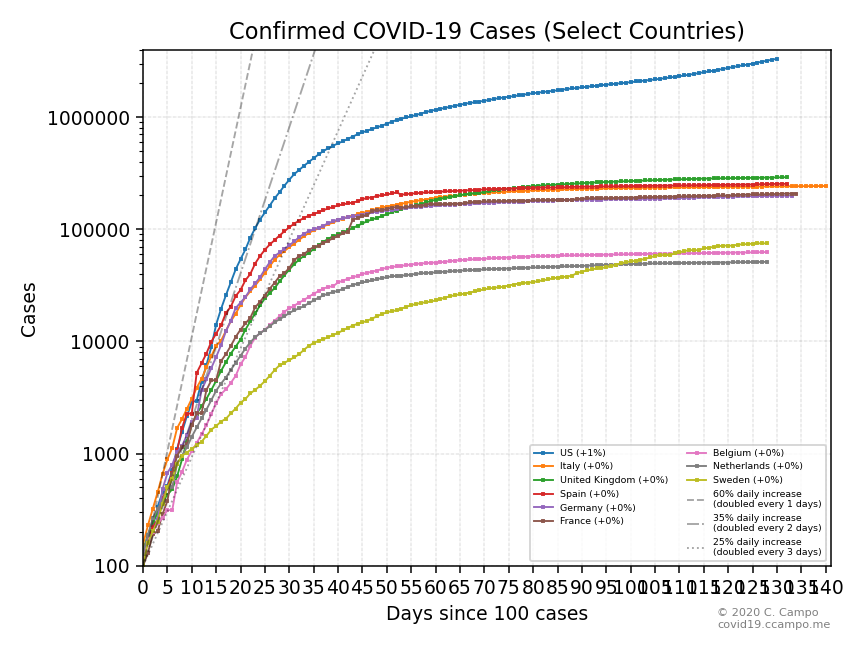 Confirmed COVID-19 Cases (Select Countries)
Cases
1000000
100000
10000
1000
100
US (+1%)
Italy (+0%)
United Kingdom (+0%)
Spain (+0%)
Germany (+0%)
France (+0%)
Belgium (+0%)
Netherlands (+0%)
Sweden (+0%)
60% daily increase
(doubled every 1 days)
35% daily increase
(doubled every 2 days)
25% daily increase
(doubled every 3 days)
0 5 10 15 20 25 30 35 40 45 50 55 60 65 70 75 80 85 90 95 100 105 110 115 120 125 130 135 140
Days since 100 cases
© 2020 C. Campo
covid19.ccampo.me